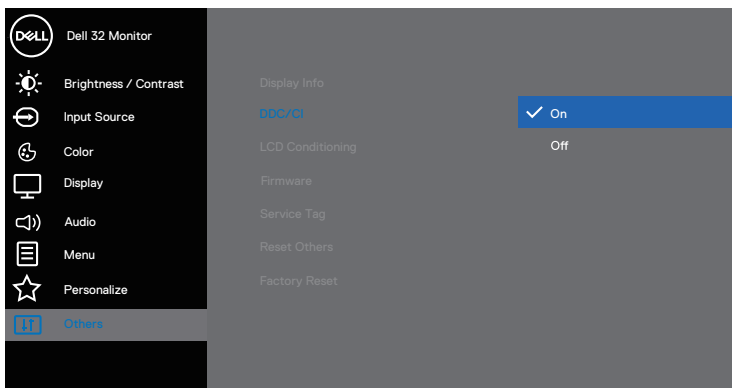 DELL
Dell 32 Monitor
Brightness / Contrast
Input Source
Color
Display
Audio
Menu
Personalize
Others
Display Info
DDC/CI
LCD Conditioning
Firmware
Service Tag
Reset Others
Factory Reset
On
Off